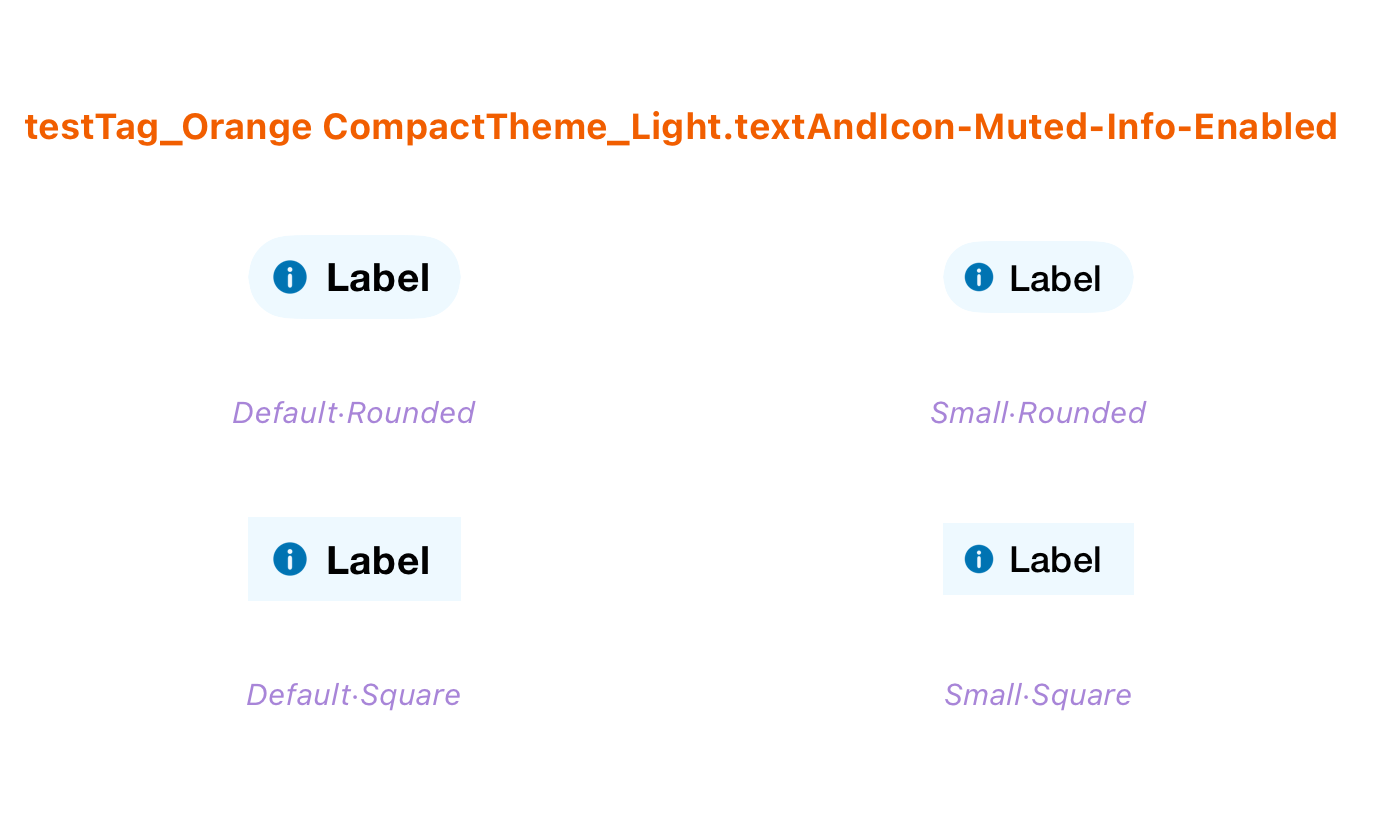 testTag_Orange CompactTheme_Light.textAndIcon-Muted-Info-Enabled
Label
Label
Default·Rounded
Small·Rounded
Label
Label
Default·Square
Small·Square